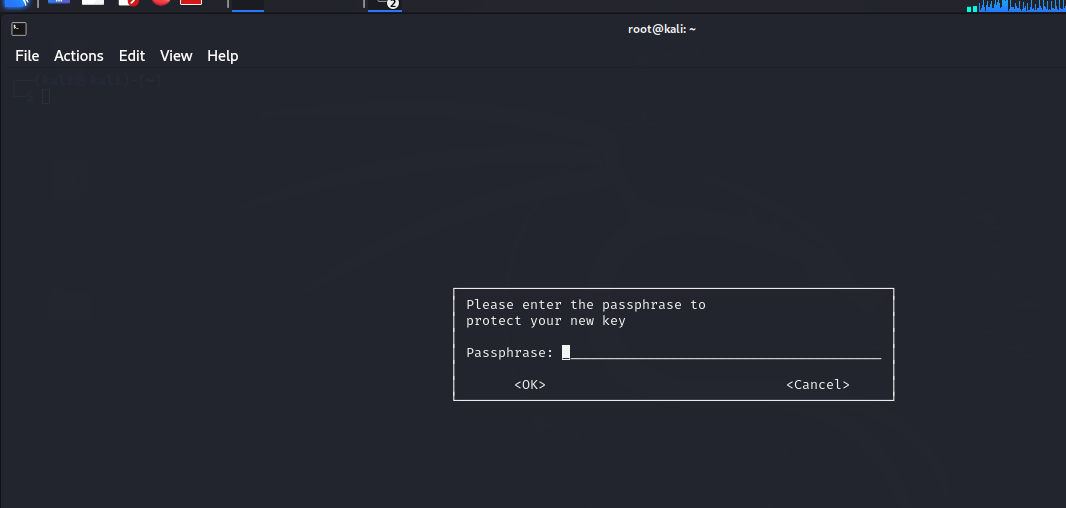 2
root@kali: ~
File Actions Edit View Help
Please enter the passphrase to
protect your new key
Passphrase:
<OK> <Cancel>